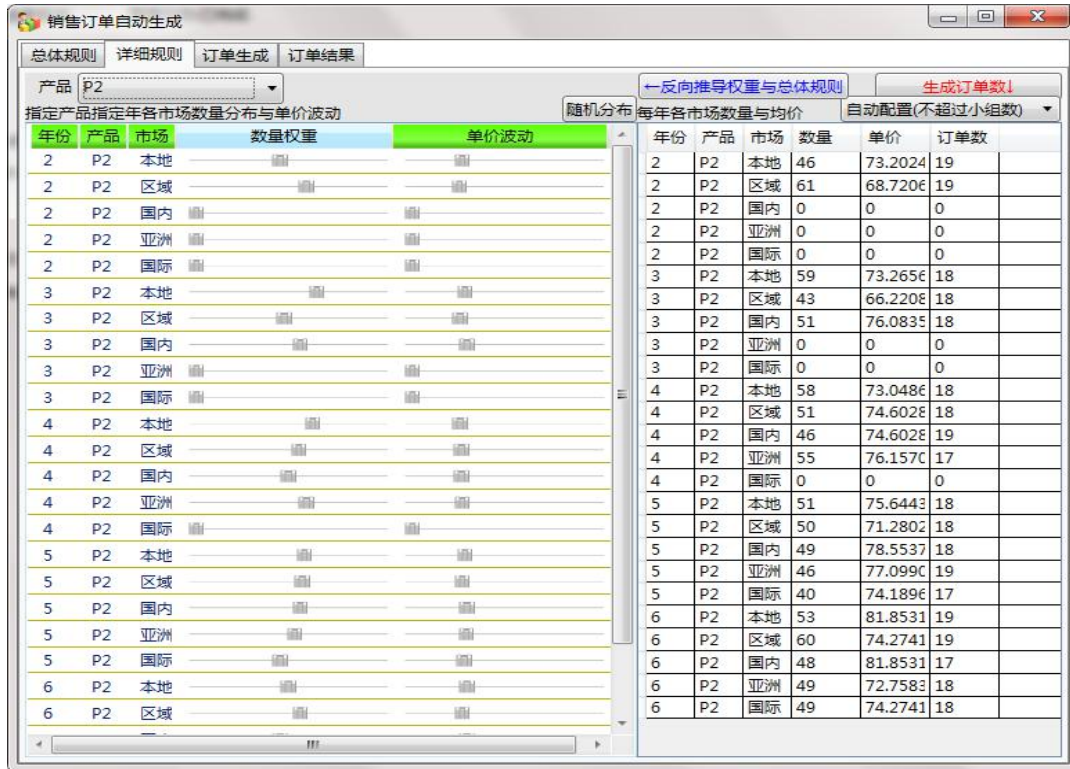 销售订单自动生成
总体规则 详细规则 订单生成 订单结果
产品 P2 ←反向推导权重与总体规则 生成订单数↓
指定产品指定年各市场数量分布与单价波动 随机分布 每年各市场数量与均价 自动配置(不超过小组数)
年份 产品 市场 数量权重 单价波动 年份 产品 市场 数量 单价 订单数
2 P2 本地 2 P2 本地 46 73.2024 19
2 P2 区域 2 P2 区域 61 68.7206 19
2 P2 国内 2 P2 国内 0 0 0
2 P2 亚洲 2 P2 亚洲 0 0 0
2 P2 国际 2 P2 国际 0 0 0
3 P2 本地 3 P2 本地 59 73.2656 18
3 P2 区域 3 P2 区域 43 66.2208 18
3 P2 国内 3 P2 国内 51 76.0835 18
3 P2 亚洲 3 P2 亚洲 0 0 0
3 P2 国际 3 P2 国际 0 0 0
4 P2 本地 4 P2 本地 58 73.0486 18
4 P2 区域 4 P2 区域 51 74.6028 18
4 P2 国内 4 P2 国内 46 74.6028 19
4 P2 亚洲 4 P2 亚洲 55 76.1570 17
4 P2 国际 4 P2 国际 0 0 0
5 P2 本地 5 P2 本地 51 75.6443 18
5 P2 区域 5 P2 区域 50 71.2802 18
5 P2 国内 5 P2 国内 49 78.5537 18
5 P2 亚洲 5 P2 亚洲 46 77.0990 19
5 P2 国际 5 P2 国际 40 74.1896 17
6 P2 本地 6 P2 本地 53 81.8531 19
6 P2 区域 6 P2 区域 60 74.2741 19
6 P2 国内 48 81.8531 17
6 P2 亚洲 49 72.7583 18
6 P2 国际 49 74.2741 18